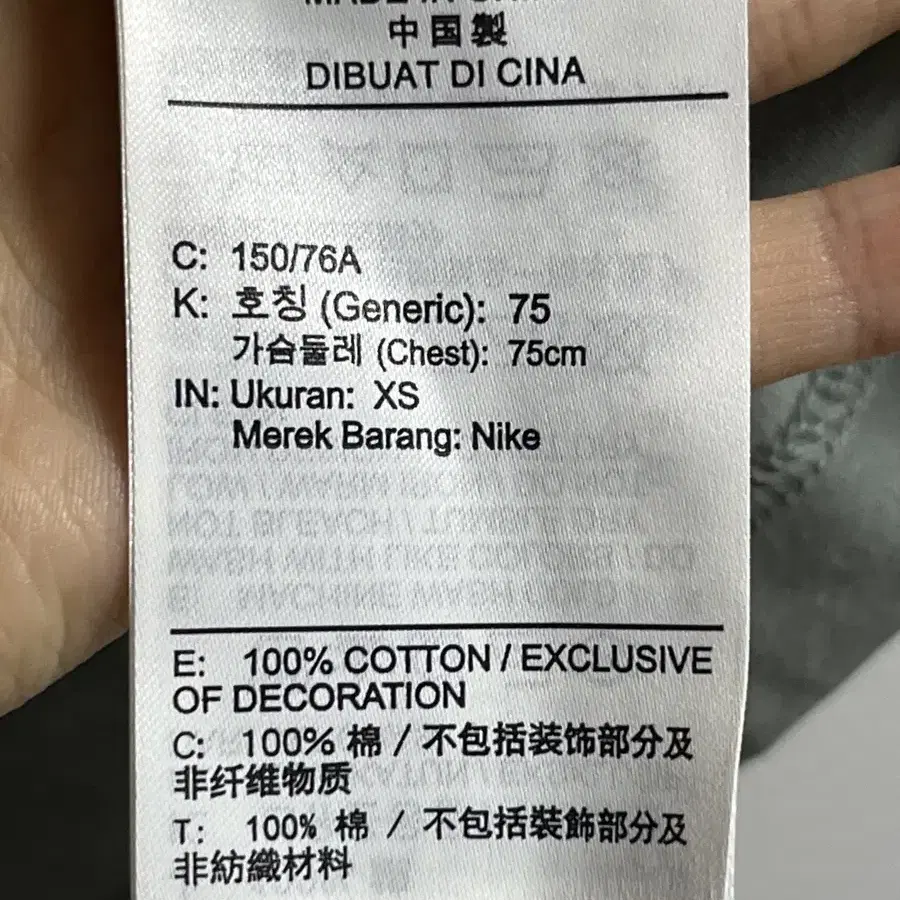 MADE IN CHINA
中国製
DIBUAT DI CINA
C: 150/76A
K: 호칭 (Generic): 75
가슴둘레 (Chest): 75cm
IN: Ukuran: XS
Merek Barang: Nike
E: 100% COTTON / EXCLUSIVE
OF DECORATION
C: 100% 棉 / 不包括装饰部分及
非纤维物质
T: 100% 棉 / 不包括裝飾部分及
非紡織材料